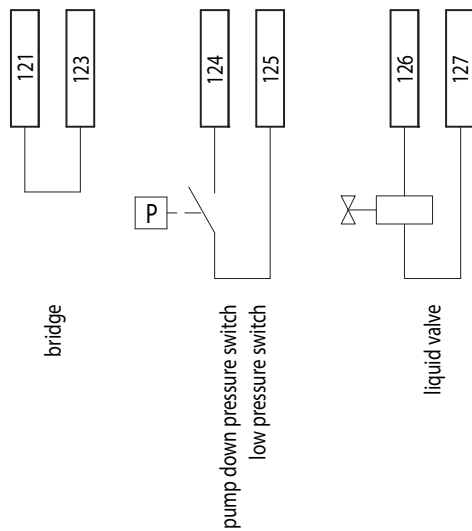 121
123
124
125
126
127
P
bridge
pump down pressure switch
low pressure switch
liquid valve